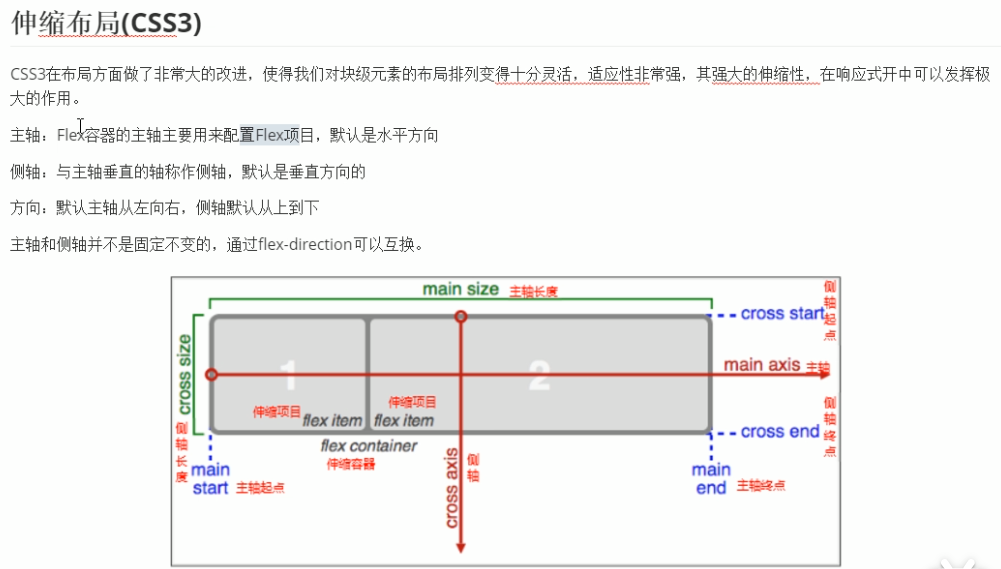 伸缩布局(CSS3)
CSS3在布局方面做了非常大的改进，使得我们对块级元素的布局排列变得十分灵活，适应性非常强，其强大的伸缩性，在响应式开中可以发挥极
大的作用。
主轴：Flex容器的主轴主要用来配置Flex项目，默认是水平方向
侧轴：与主轴垂直的轴称作侧轴，默认是垂直方向的
方向：默认主轴从左向右，侧轴默认从上到下
主轴和侧轴并不是固定不变的，通过flex-direction可以互换。
main size 主轴长度
cross start
侧轴起点
cross size
侧轴长度
1
2
main axis 主轴
伸缩项目
flex item
伸缩项目
flex item
cross end
侧轴终点
flex container
伸缩容器
cross axis
侧轴
main
start 主轴起点
main
end 主轴终点